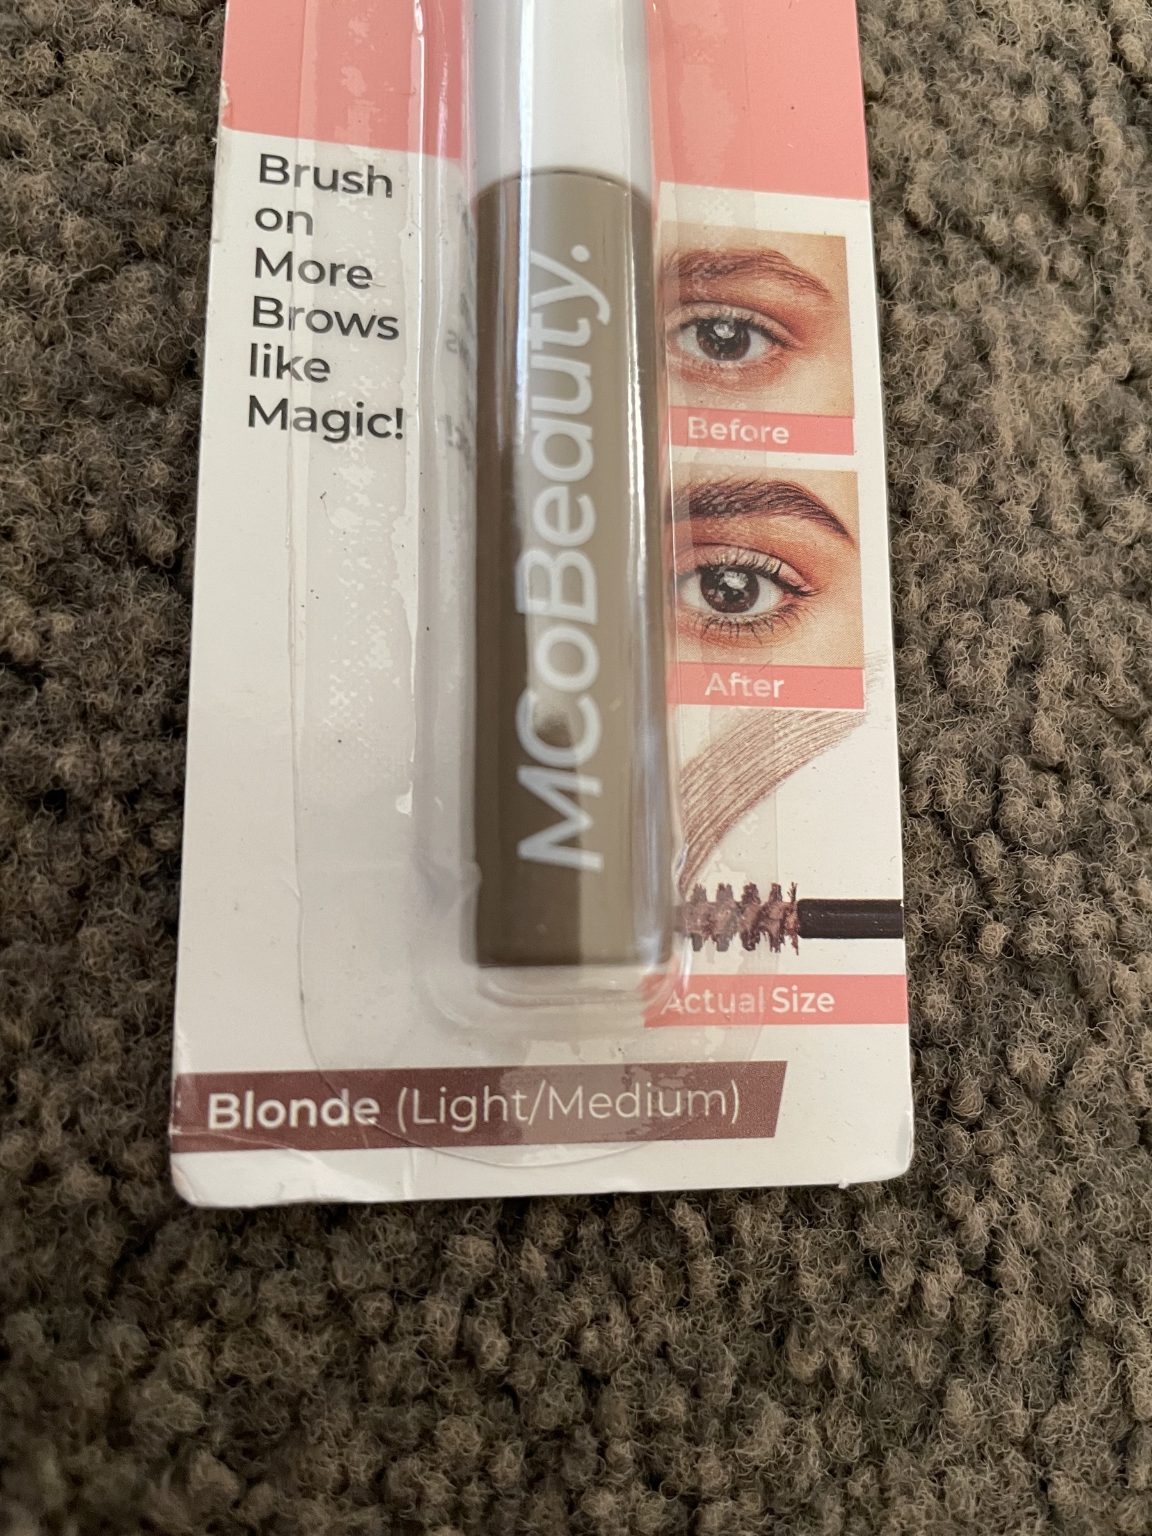 Brush
on
More
Brows
like
Magic!
MCoBeauty.
Before
After
Actual Size
Blonde (Light/Medium)